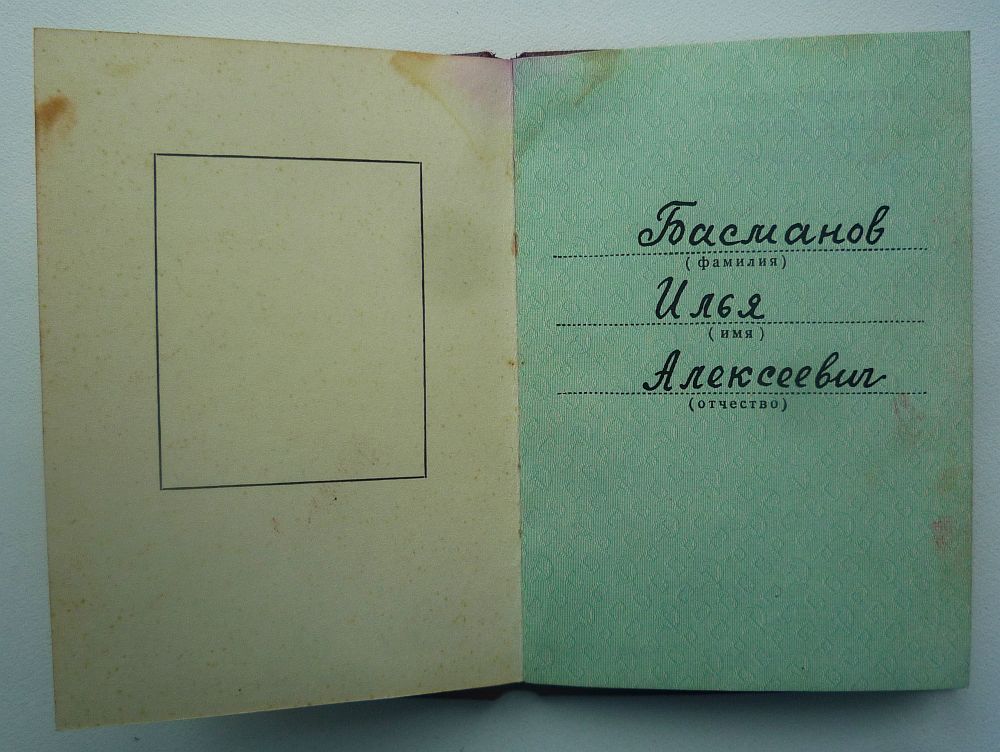 Басманов
(фамилия)
Илья
(имя)
Алексеевич
(отчество)